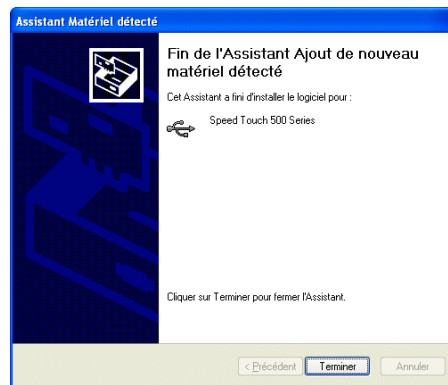 Assistant Matériel détecté
Fin de l'Assistant Ajout de nouveau
matériel détecté
Cet Assistant a fini d'installer le logiciel pour :
Speed Touch 500 Series
Cliquer sur Terminer pour fermer l'Assistant.
< Précédent Terminer Annuler